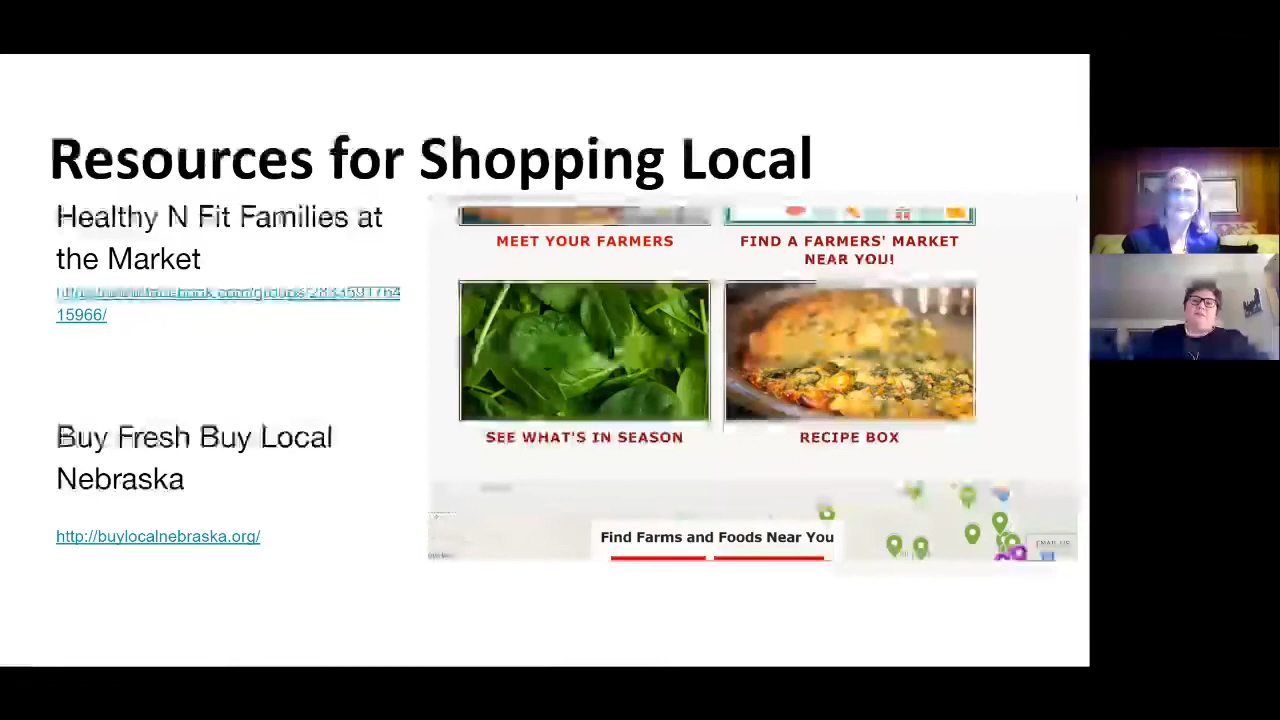 Resources for Shopping Local
Healthy N Fit Families at
the Market
15966/
Buy Fresh Buy Local
Nebraska
http://buylocalnebraska.org/
MEET YOUR FARMERS
FIND A FARMERS' MARKET
NEAR YOU!
SEE WHAT'S IN SEASON
RECIPE BOX
Find Farms and Foods Near You
EMAIL US